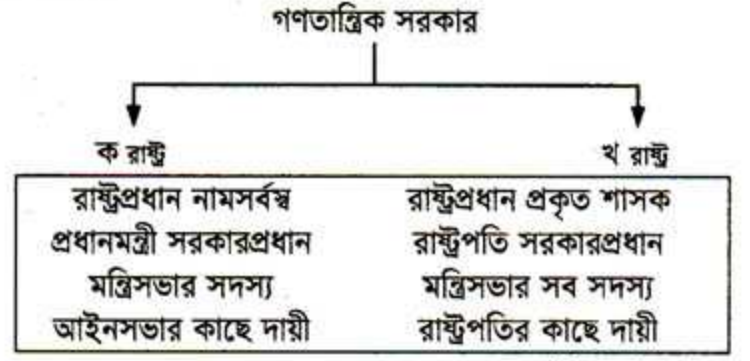 গণতান্ত্রিক সরকার
ক রাষ্ট্র খ রাষ্ট্র
রাষ্ট্রপ্রধান নামসর্বস্ব রাষ্ট্রপ্রধান প্রকৃত শাসক
প্রধানমন্ত্রী সরকারপ্রধান রাষ্ট্রপতি সরকারপ্রধান
মন্ত্রিসভার সদস্য মন্ত্রিসভার সব সদস্য
আইনসভার কাছে দায়ী রাষ্ট্রপতির কাছে দায়ী